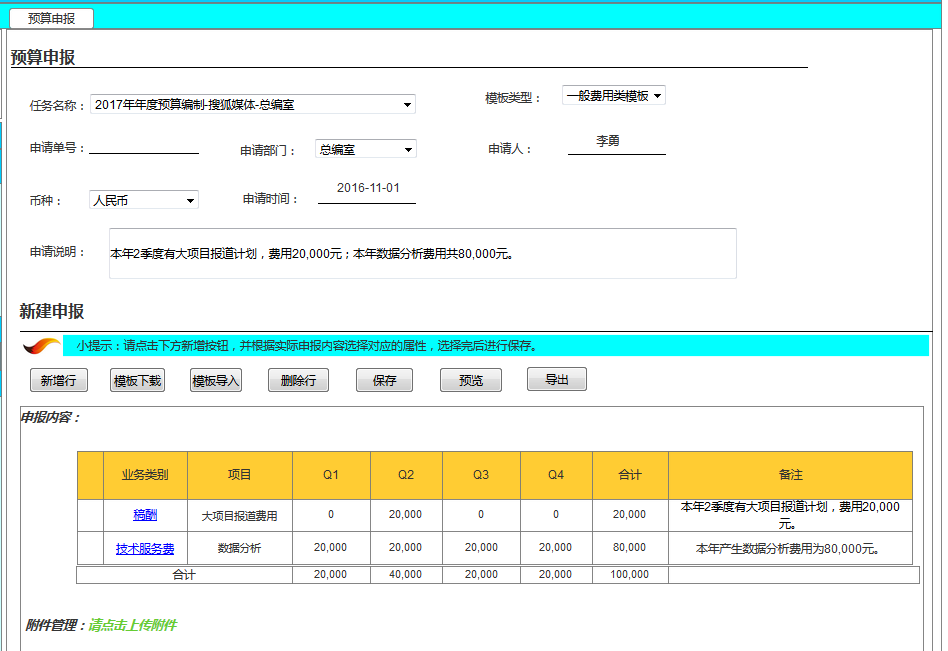 预算申报
预算申报
任务名称： 2017年年度预算编制-搜狐媒体-总编室 模板类型： 一般费用类模板
申请单号： 申请部门： 总编室 申请人： 李勇
币种： 人民币 申请时间： 2016-11-01
申请说明： 本年2季度有大项目报道计划，费用20,000元；本年数据分析费用共80,000元。
新建申报
小提示：请点击下方新增按钮，并根据实际申报内容选择对应的属性，选择完后进行保存。
新增行 模板下载 模板导入 删除行 保存 预览 导出
申报内容：
业务类别 项目 Q1 Q2 Q3 Q4 合计 备注
稿酬 大项目报道费用 0 20,000 0 0 20,000 本年2季度有大项目报道计划，费用20,000
元。
技术服务费 数据分析 20,000 20,000 20,000 20,000 80,000 本年产生数据分析费用为80,000元。
合计 20,000 40,000 20,000 20,000 100,000
附件管理：请点击上传附件